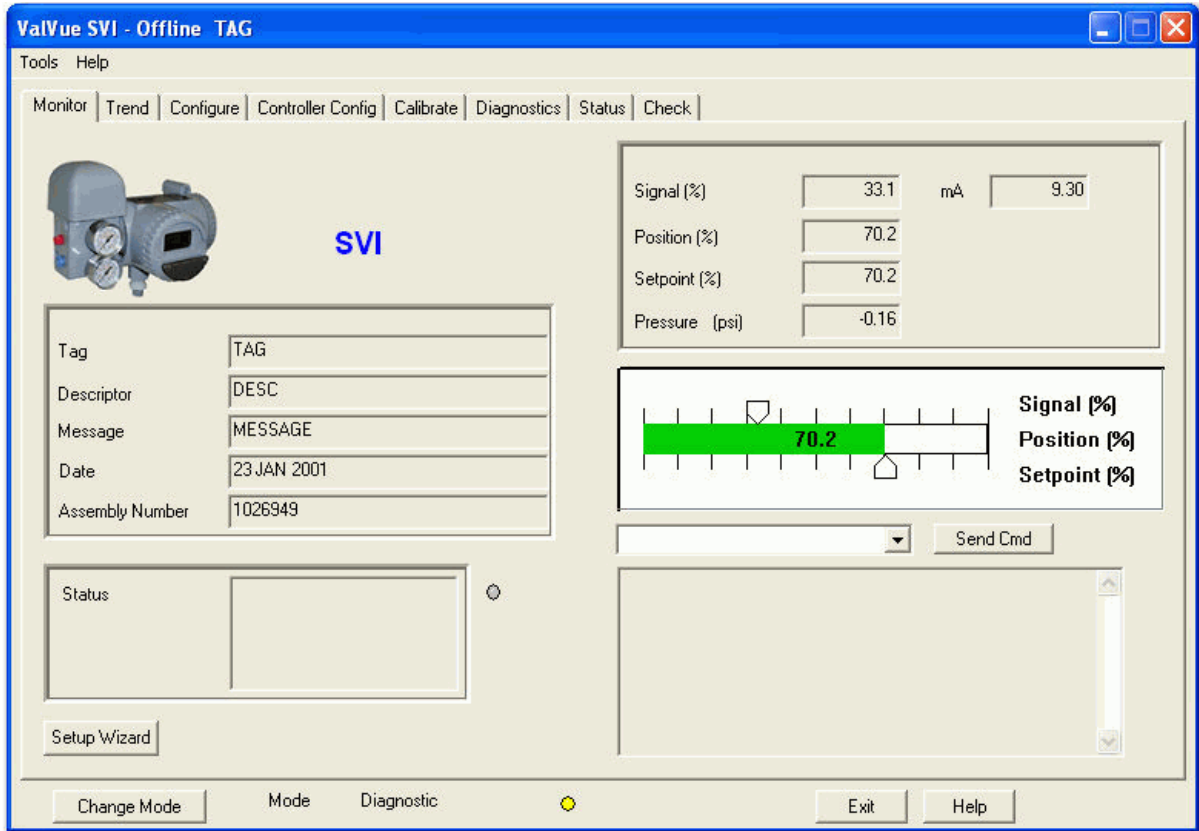 ValVue SVI - Offline TAG
Tools Help
Monitor Trend Configure Controller Config Calibrate Diagnostics Status Check
SVI
Signal (%) 33.1 mA 9.30
Position (%) 70.2
Setpoint (%) 70.2
Pressure (psi) -0.16
Tag TAG
Descriptor DESC
Message MESSAGE
Date 23 JAN 2001
Assembly Number 1026949
Signal (%)
70.2 Position (%)
Setpoint (%)
Send Cmd
Status
Setup Wizard
Change Mode Mode Diagnostic Exit Help